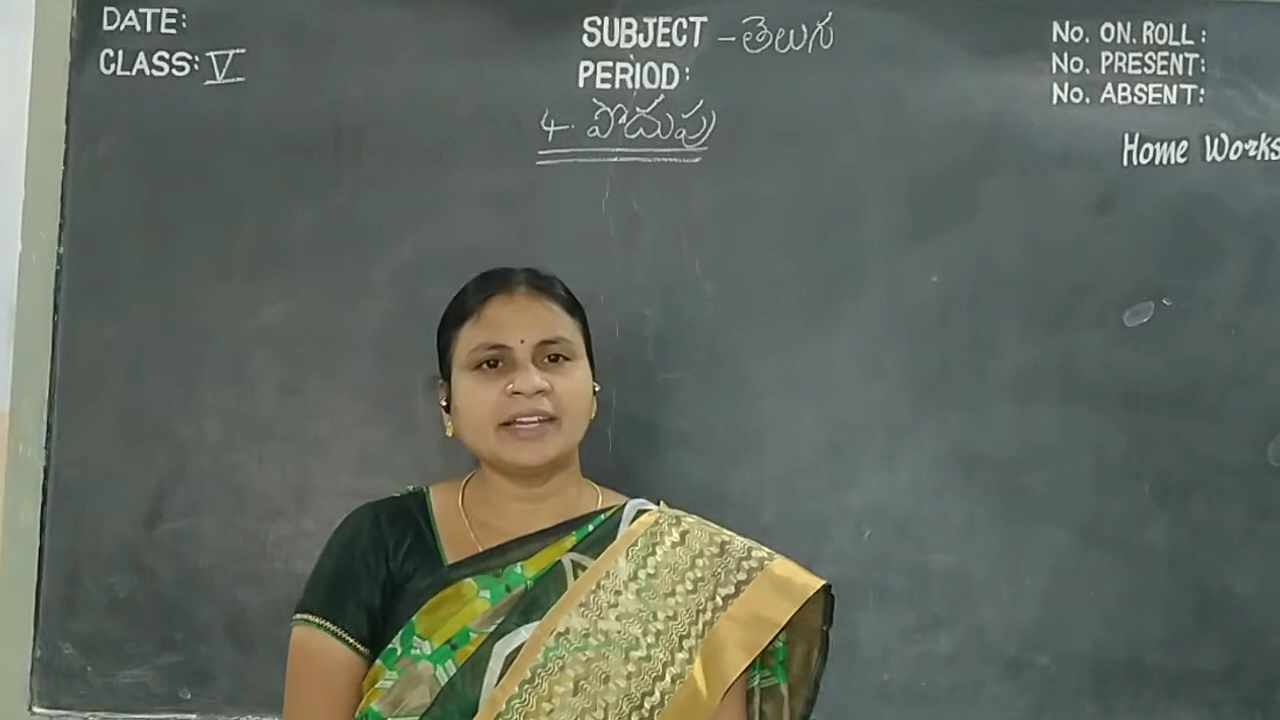 DATE:
CLASS: V
SUBJECT - తెలుగు
PERIOD:
4. పొదుపు
No. ON. ROLL:
No. PRESENT:
No. ABSENT:
Home Works